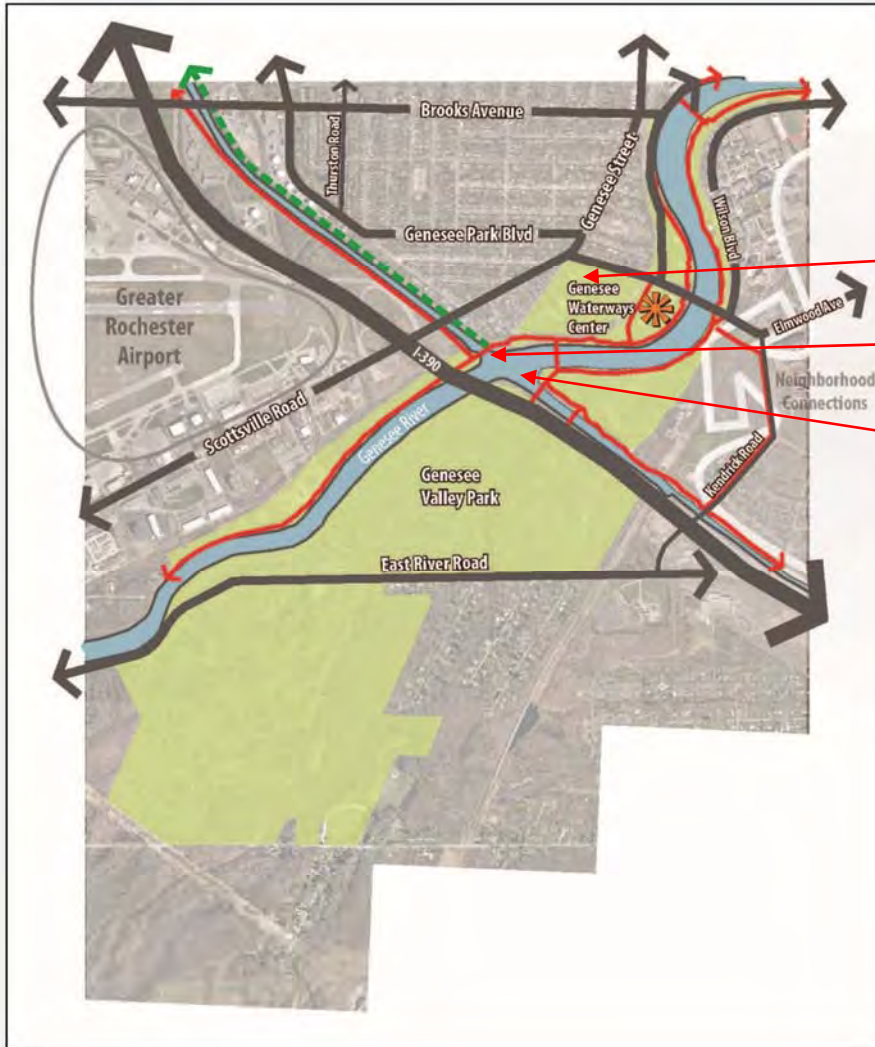 Brooks Avenue
Thurston Road
Genesee Street
Wilson Blvd
Genesee Park Blvd
Genesee
Waterways
Center
Elmwood Ave
Greater
Rochester
Airport
I-390
Neighborhood
Connections
Scottsville Road
Genesee River
Kendrick Road
Genesee
Valley Park
East River Road